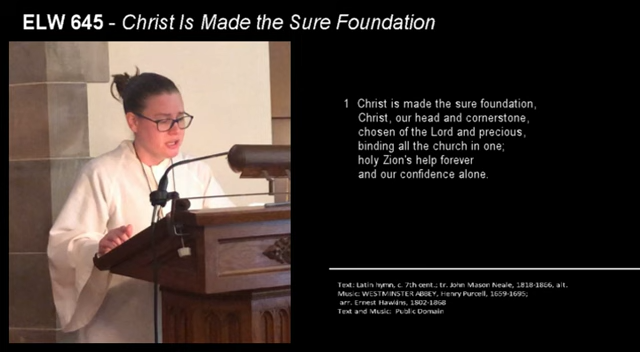 ELW 645 - Christ Is Made the Sure Foundation
1 Christ is made the sure foundation,
Christ, our head and cornerstone,
chosen of the Lord and precious,
binding all the church in one;
holy Zion's help forever
and our confidence alone.
Text: Latin hymn, c. 7th cent.; tr. John Mason Neale, 1818-1866, alt.
Music: WESTMINSTER ABBEY, Henry Purcell, 1659-1695;
arr. Ernest Hawkins, 1802-1868
Text and Music: Public Domain